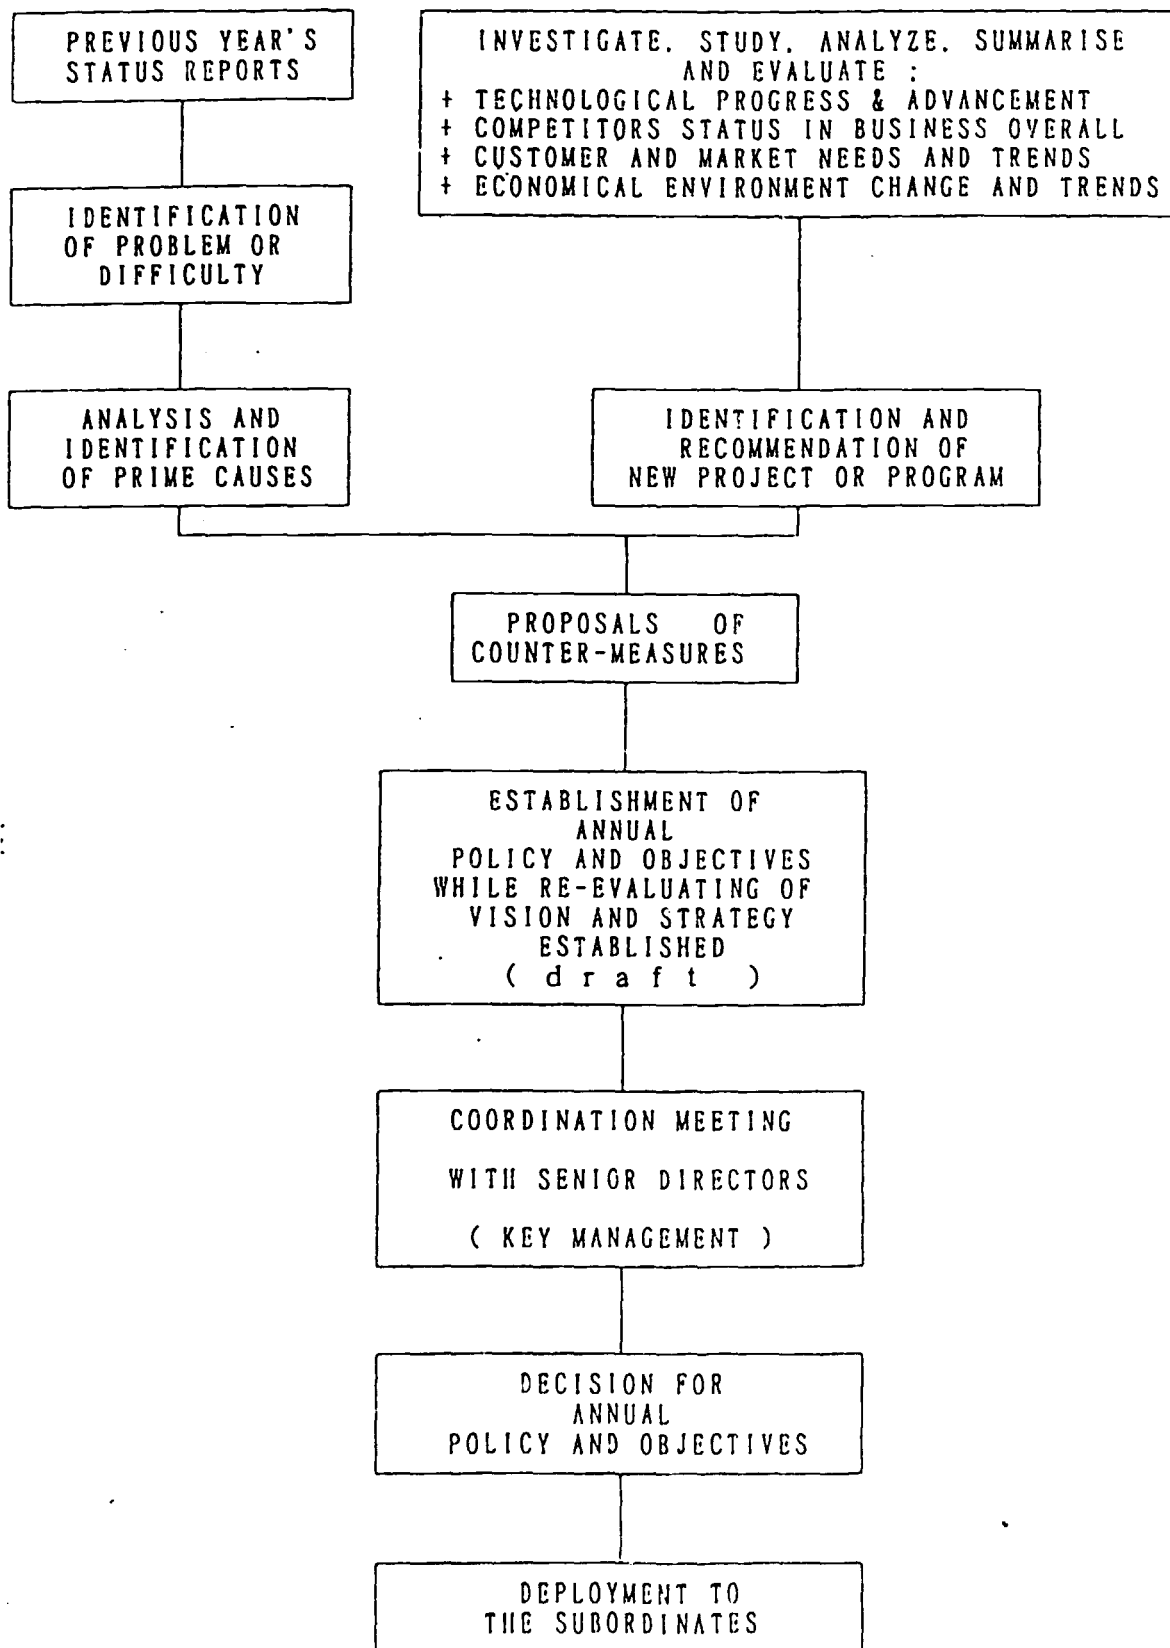 PREVIOUS YEAR'S
STATUS REPORTS
INVESTIGATE. STUDY. ANALYZE. SUMMARISE
AND EVALUATE :
+ TECHNOLOGICAL PROGRESS & ADVANCEMENT
+ COMPETITORS STATUS IN BUSINESS OVERALL
+ CUSTOMER AND MARKET NEEDS AND TRENDS
+ ECONOMICAL ENVIRONMENT CHANGE AND TRENDS
IDENTIFICATION
OF PROBLEM OR
DIFFICULTY
ANALYSIS AND
IDENTIFICATION
OF PRIME CAUSES
IDENTIFICATION AND
RECOMMENDATION OF
NEW PROJECT OR PROGRAM
PROPOSALS OF
COUNTER-MEASURES
ESTABLISHMENT OF
ANNUAL
POLICY AND OBJECTIVES
WHILE RE-EVALUATING OF
VISION AND STRATEGY
ESTABLISHED
( d r a f t )
COORDINATION MEETING
WITH SENIOR DIRECTORS
( KEY MANAGEMENT )
DECISION FOR
ANNUAL
POLICY AND OBJECTIVES
DEPLOYMENT TO
THE SUBORDINATES